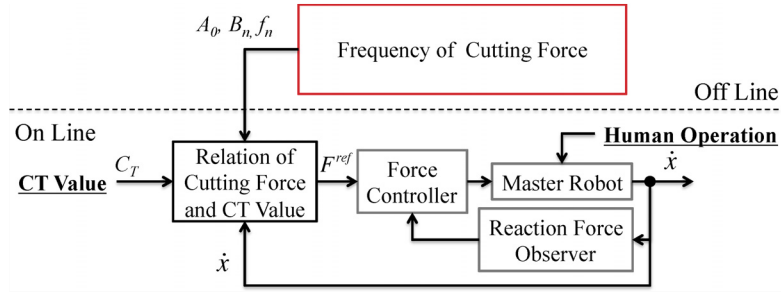 A0, Bn, fn
Frequency of Cutting Force
Off Line
On Line
Human Operation
CT Value
CT
Relation of
Cutting Force
and CT Value
F^ref
Force
Controller
Master Robot
ẋ
Reaction Force
Observer
ẋ